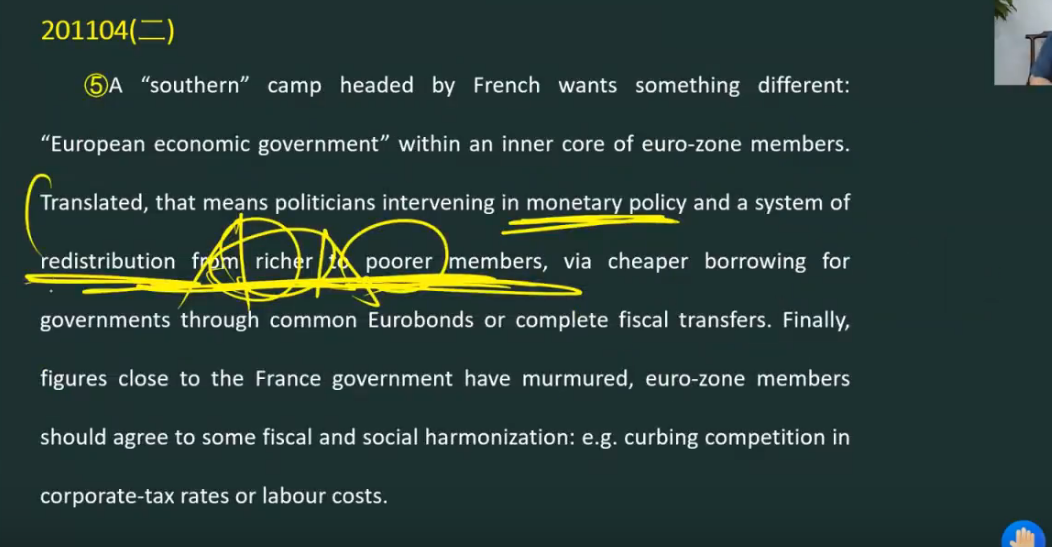 201104(二)
⑤A “southern” camp headed by French wants something different:
“European economic government” within an inner core of euro-zone members.
Translated, that means politicians intervening in monetary policy and a system of
redistribution from richer to poorer members, via cheaper borrowing for
governments through common Eurobonds or complete fiscal transfers. Finally,
figures close to the France government have murmured, euro-zone members
should agree to some fiscal and social harmonization: e.g. curbing competition in
corporate-tax rates or labour costs.